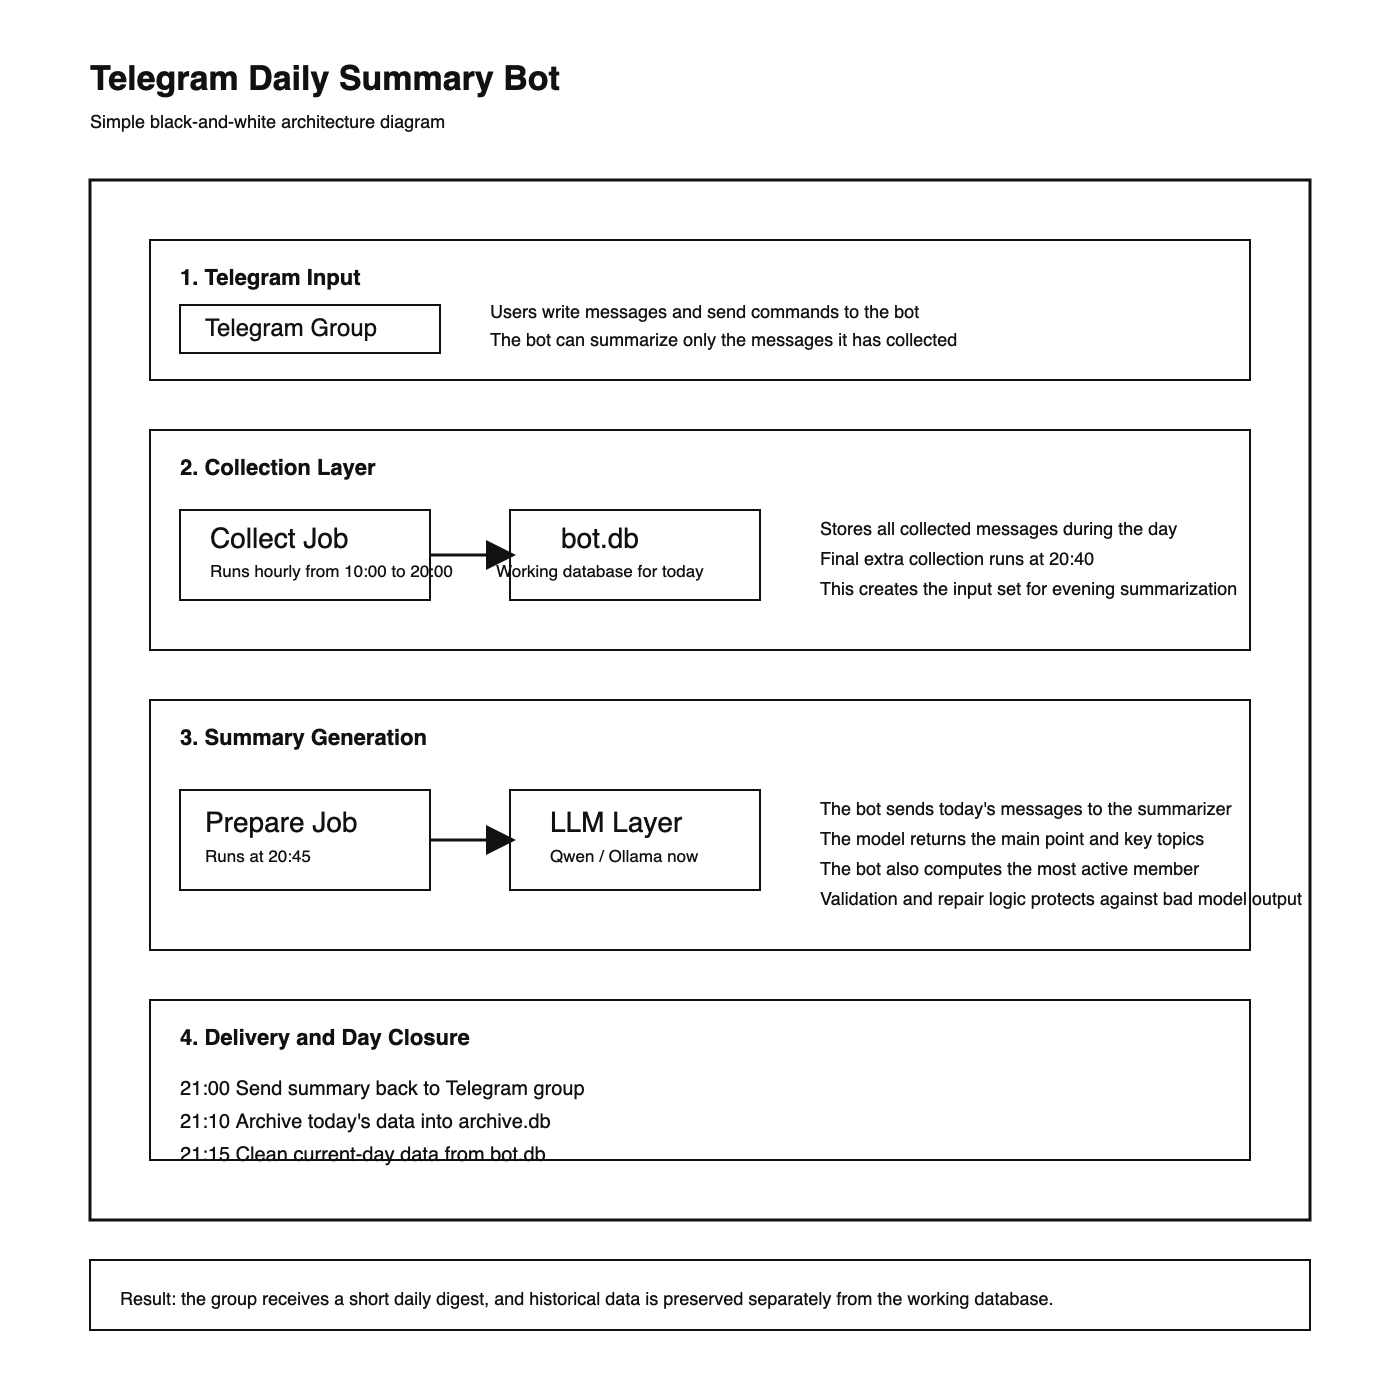 Telegram Daily Summary Bot
Simple black-and-white architecture diagram
1. Telegram Input
Telegram Group
Users write messages and send commands to the bot
The bot can summarize only the messages it has collected
2. Collection Layer
Collect Job
Runs hourly from 10:00 to 20:00
bot.db
Working database for today
Stores all collected messages during the day
Final extra collection runs at 20:40
This creates the input set for evening summarization
3. Summary Generation
Prepare Job
Runs at 20:45
LLM Layer
Qwen / Ollama now
The bot sends today's messages to the summarizer
The model returns the main point and key topics
The bot also computes the most active member
Validation and repair logic protects against bad model output
4. Delivery and Day Closure
21:00 Send summary back to Telegram group
21:10 Archive today's data into archive.db
21:15 Clean current-day data from bot.db
Result: the group receives a short daily digest, and historical data is preserved separately from the working database.